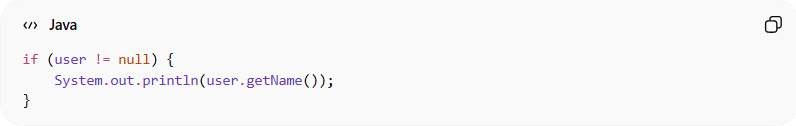 Java
if (user != null) {
    System.out.println(user.getName());
}